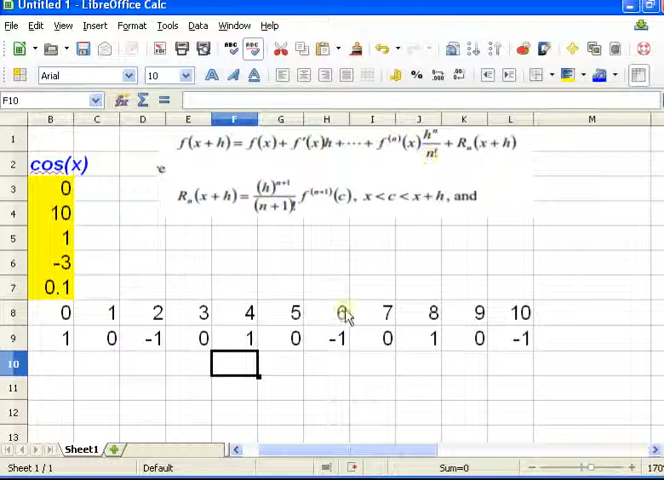 Untitled 1 - LibreOffice Calc
File Edit View Insert Format Tools Data Window Help
Arial 10
F10
B C D E F G H I J K L M
1 f(x + h) = f(x) + f'(x)h + ⋯ + f⁽ⁿ⁾(x) hⁿ/n! + Rₙ(x + h)
2 cos(x)
3 0 Rₙ(x + h) = (h)ⁿ⁺¹/(n + 1)! f⁽ⁿ⁺¹⁾(c), x < c < x + h, and
4 10
5 1
6 -3
7 0.1
8 0 1 2 3 4 5 6 7 8 9 10
9 1 0 -1 0 1 0 -1 0 1 0 -1
10
11
12
13
Sheet1
Sheet 1 / 1 Default Sum=0